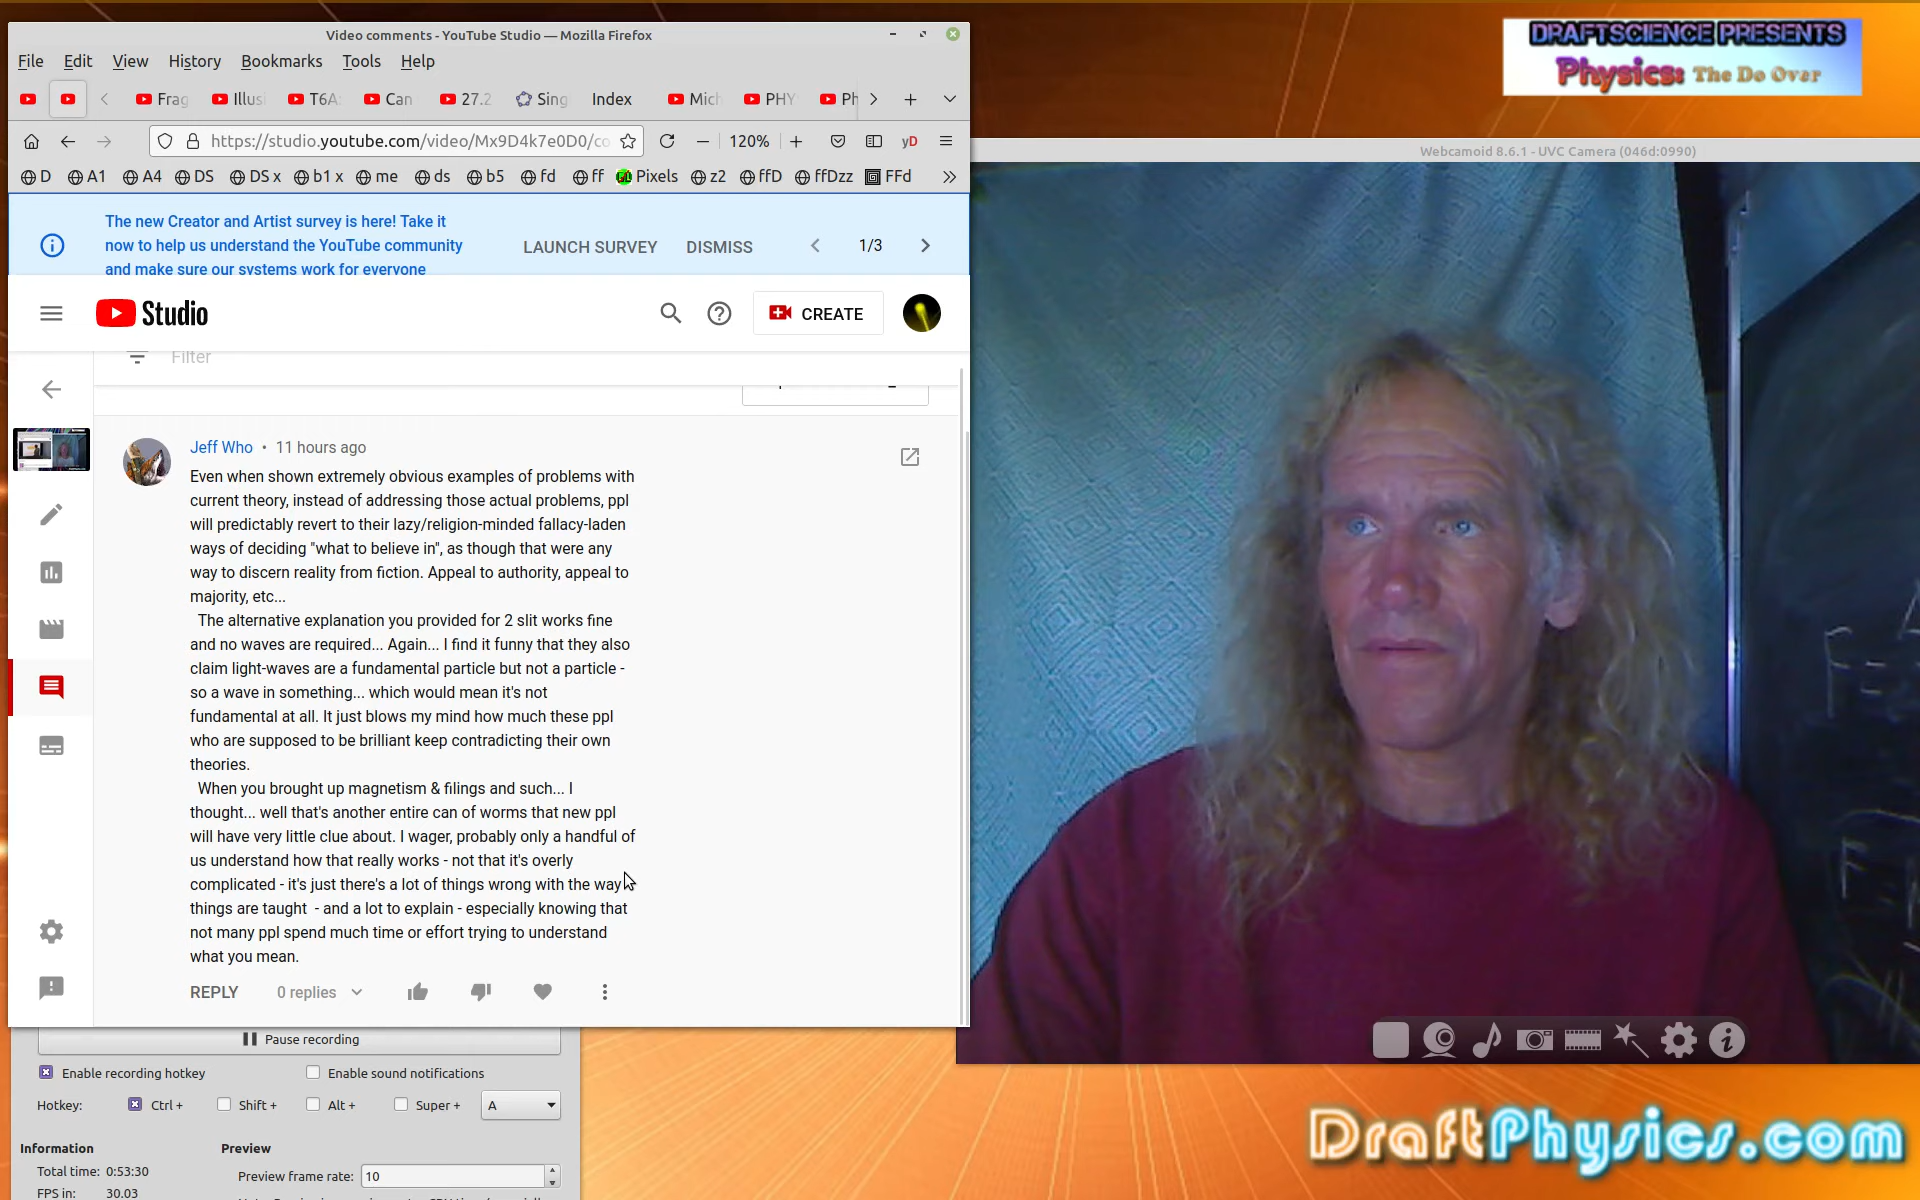 Video comments - YouTube Studio — Mozilla Firefox
File Edit View History Bookmarks Tools Help
Frag Illus T6A Can 27.2 Sing Index Mich PHY Ph
https://studio.youtube.com/video/Mx9D4k7e0D0/co 120% yD
D A1 A4 DS DS x b1 x me ds b5 fd ff Pixels z2 ffD ffDzz FFd
The new Creator and Artist survey is here! Take it
now to help us understand the YouTube community
and make sure our systems work for everyone
LAUNCH SURVEY DISMISS 1/3
Studio CREATE
Filter
Jeff Who • 11 hours ago
Even when shown extremely obvious examples of problems with
current theory, instead of addressing those actual problems, ppl
will predictably revert to their lazy/religion-minded fallacy-laden
ways of deciding "what to believe in", as though that were any
way to discern reality from fiction. Appeal to authority, appeal to
majority, etc...
The alternative explanation you provided for 2 slit works fine
and no waves are required... Again... I find it funny that they also
claim light-waves are a fundamental particle but not a particle -
so a wave in something... which would mean it's not
fundamental at all. It just blows my mind how much these ppl
who are supposed to be brilliant keep contradicting their own
theories.
When you brought up magnetism & filings and such... I
thought... well that's another entire can of worms that new ppl
will have very little clue about. I wager, probably only a handful of
us understand how that really works - not that it's overly
complicated - it's just there's a lot of things wrong with the way
things are taught - and a lot to explain - especially knowing that
not many ppl spend much time or effort trying to understand
what you mean.
REPLY 0 replies
Pause recording
Enable recording hotkey Enable sound notifications
Hotkey: Ctrl + Shift + Alt + Super + A
Information Preview
Total time: 0:53:30
Preview frame rate: 10
FPS in: 30.03
DRAFTSCIENCE PRESENTS
Physics: The Do Over
Webcamoid 8.6.1 - UVC Camera (046d:0990)
DraftPhysics.com